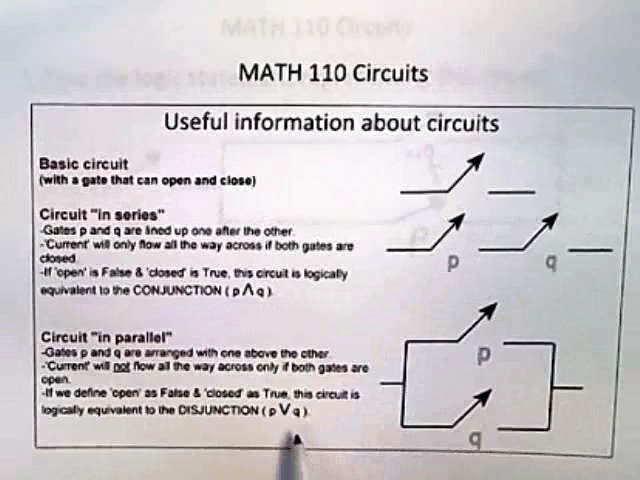 MATH 110 Circuits
Useful information about circuits
Basic circuit
(with a gate that can open and close)
Circuit "in series"
-Gates p and q are lined up one after the other.
-'Current' will only flow all the way across if both gates are
closed.
-If 'open' is False & 'closed' is True, this circuit is logically
equivalent to the CONJUNCTION ( p Λ q ).
p
q
Circuit "in parallel"
-Gates p and q are arranged with one above the other.
-'Current' will not flow all the way across only if both gates are
open.
-If we define 'open' as False & 'closed' as True, this circuit is
logically equivalent to the DISJUNCTION ( p V q ).
p
q